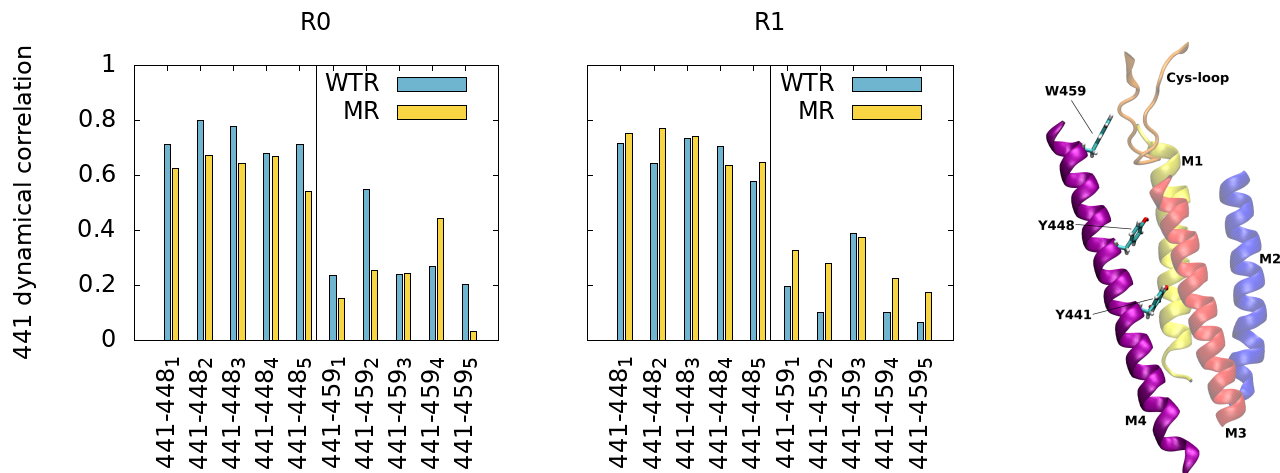 R0
R1
441 dynamical correlation
1
0.8
0.6
0.4
0.2
0
WTR
MR
441-448₁
441-448₂
441-448₃
441-448₄
441-448₅
441-459₁
441-459₂
441-459₃
441-459₄
441-459₅
WTR
MR
441-448₁
441-448₂
441-448₃
441-448₄
441-448₅
441-459₁
441-459₂
441-459₃
441-459₄
441-459₅
Cys-loop
W459
M1
Y448
M2
Y441
M4
M3